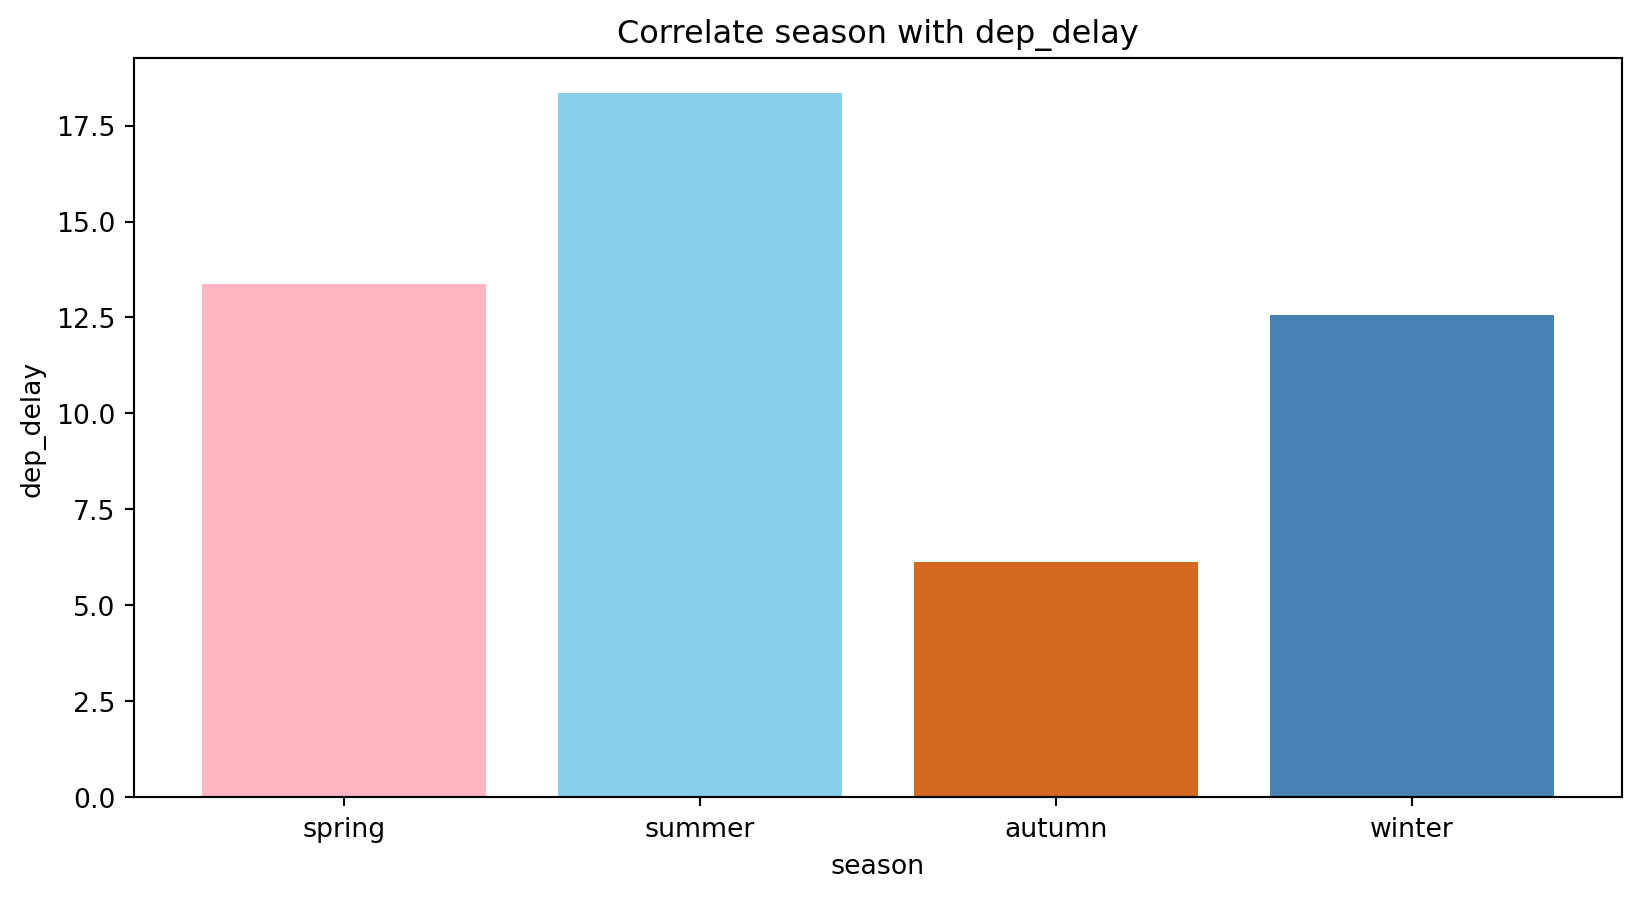 Correlate season with dep_delay
17.5
15.0
12.5
10.0
7.5
5.0
2.5
0.0
dep_delay
spring summer autumn winter
season